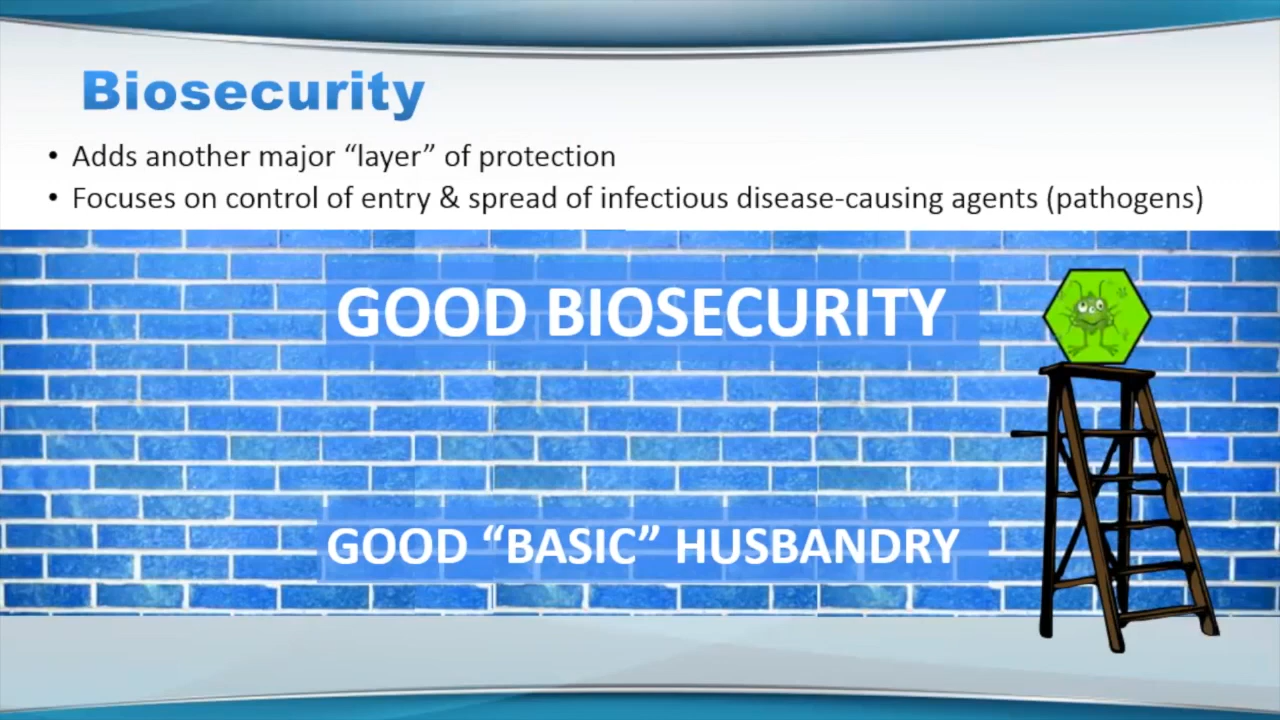 Biosecurity
• Adds another major “layer” of protection
• Focuses on control of entry & spread of infectious disease-causing agents (pathogens)
GOOD BIOSECURITY
GOOD “BASIC” HUSBANDRY